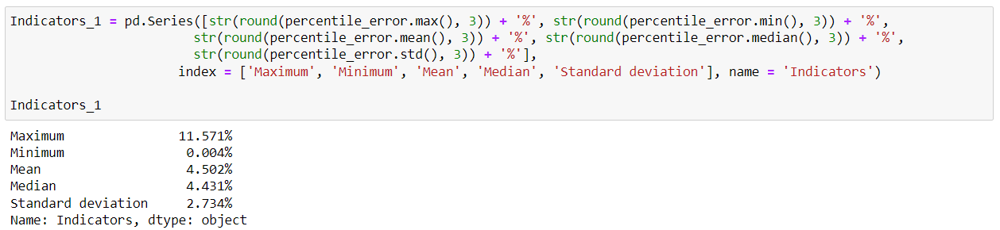 Indicators_1 = pd.Series([str(round(percentile_error.max(), 3)) + '%', str(round(percentile_error.min(), 3)) + '%',
str(round(percentile_error.mean(), 3)) + '%', str(round(percentile_error.median(), 3)) + '%',
str(round(percentile_error.std(), 3)) + '%'],
index = ['Maximum', 'Minimum', 'Mean', 'Median', 'Standard deviation'], name = 'Indicators')
Indicators_1
Maximum 11.571%
Minimum 0.004%
Mean 4.502%
Median 4.431%
Standard deviation 2.734%
Name: Indicators, dtype: object